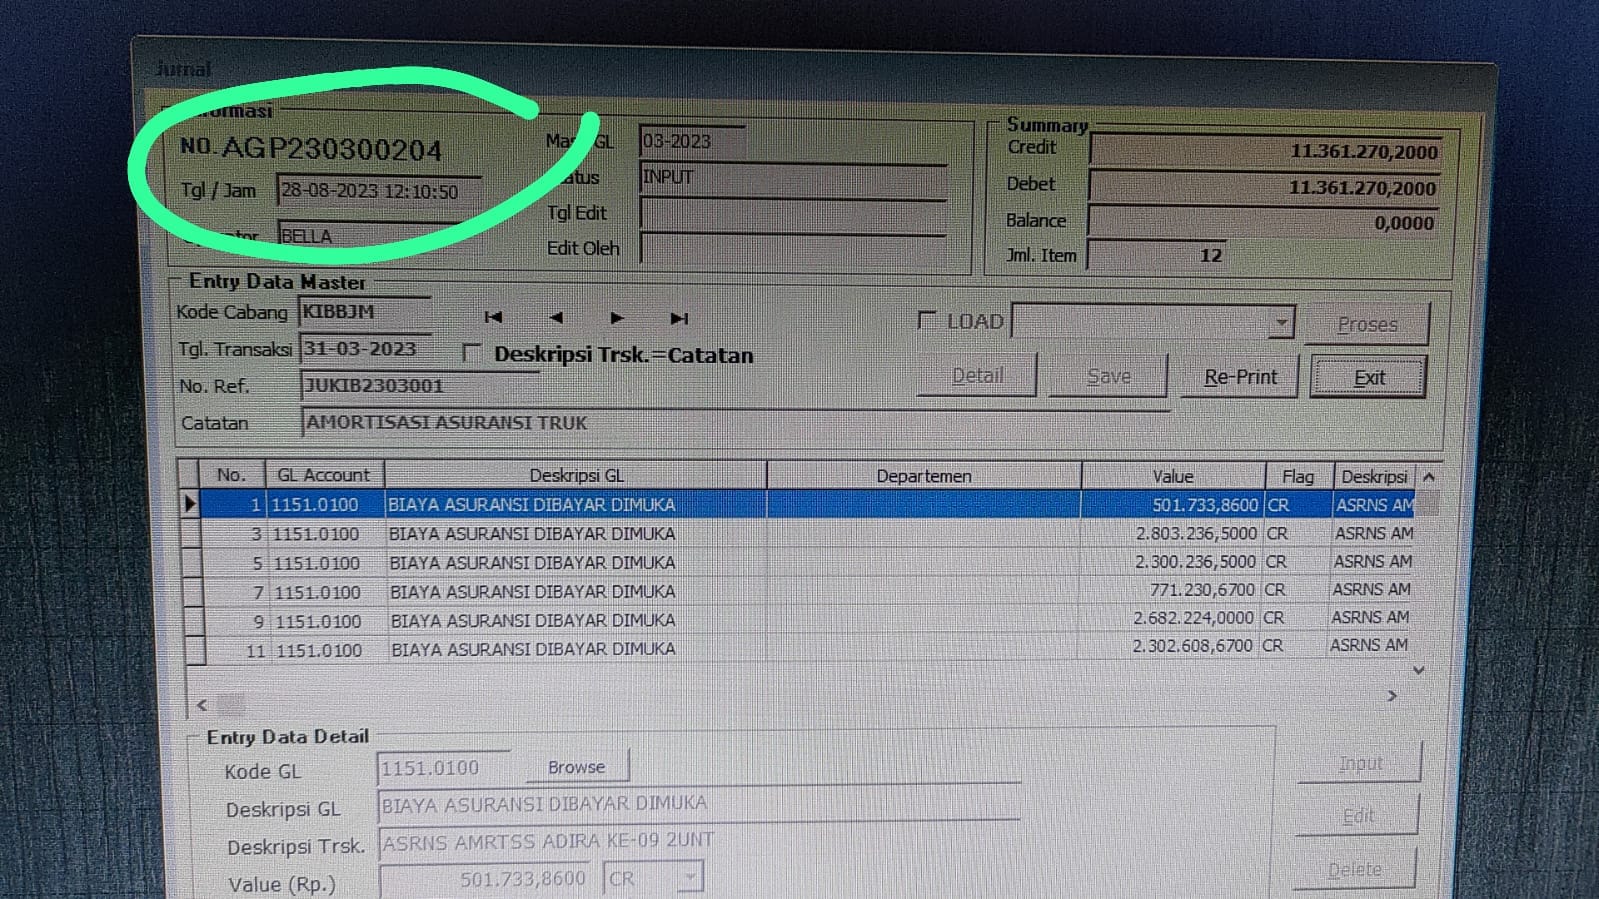 Jurnal
NO. AGP230300204
Tgl / Jam 28-08-2023 12:10:50
BELLA
GL 03-2023
INPUT
Tgl Edit
Edit Oleh
Summary
Credit 11.361.270,2000
Debet 11.361.270,2000
Balance 0,0000
Jml. Item 12
Entry Data Master
Kode Cabang KIBBJM
Tgl. Transaksi 31-03-2023
Deskripsi Trsk.=Catatan
No. Ref. JUKIB2303001
Catatan AMORTISASI ASURANSI TRUK
LOAD Proses
Detail Save Re-Print Exit
No. GL Account Deskripsi GL Departemen Value Flag Deskripsi
1 1151.0100 BIAYA ASURANSI DIBAYAR DIMUKA 501.733,8600 CR ASRNS AM
3 1151.0100 BIAYA ASURANSI DIBAYAR DIMUKA 2.803.236,5000 CR ASRNS AM
5 1151.0100 BIAYA ASURANSI DIBAYAR DIMUKA 2.300.236,5000 CR ASRNS AM
7 1151.0100 BIAYA ASURANSI DIBAYAR DIMUKA 771.230,6700 CR ASRNS AM
9 1151.0100 BIAYA ASURANSI DIBAYAR DIMUKA 2.682.224,0000 CR ASRNS AM
11 1151.0100 BIAYA ASURANSI DIBAYAR DIMUKA 2.302.608,6700 CR ASRNS AM
Entry Data Detail
Kode GL 1151.0100 Browse
Deskripsi GL BIAYA ASURANSI DIBAYAR DIMUKA
Deskripsi Trsk. ASRNS AMRTSS ADIRA KE-09 2UNT
Value (Rp.) 501.733,8600 CR
Input
Edit
Delete